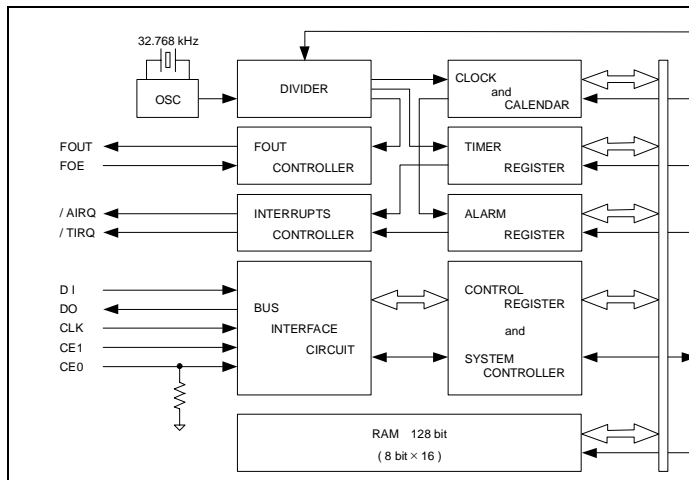 32.768 kHz
OSC
DIVIDER
CLOCK
and
CALENDAR
FOUT
FOE
FOUT
CONTROLLER
TIMER
REGISTER
/ AIRQ
/ TIRQ
INTERRUPTS
CONTROLLER
ALARM
REGISTER
D I
DO
CLK
CE1
CE0
BUS
INTERFACE
CIRCUIT
CONTROL
REGISTER
and
SYSTEM
CONTROLLER
RAM 128 bit
( 8 bit × 16 )